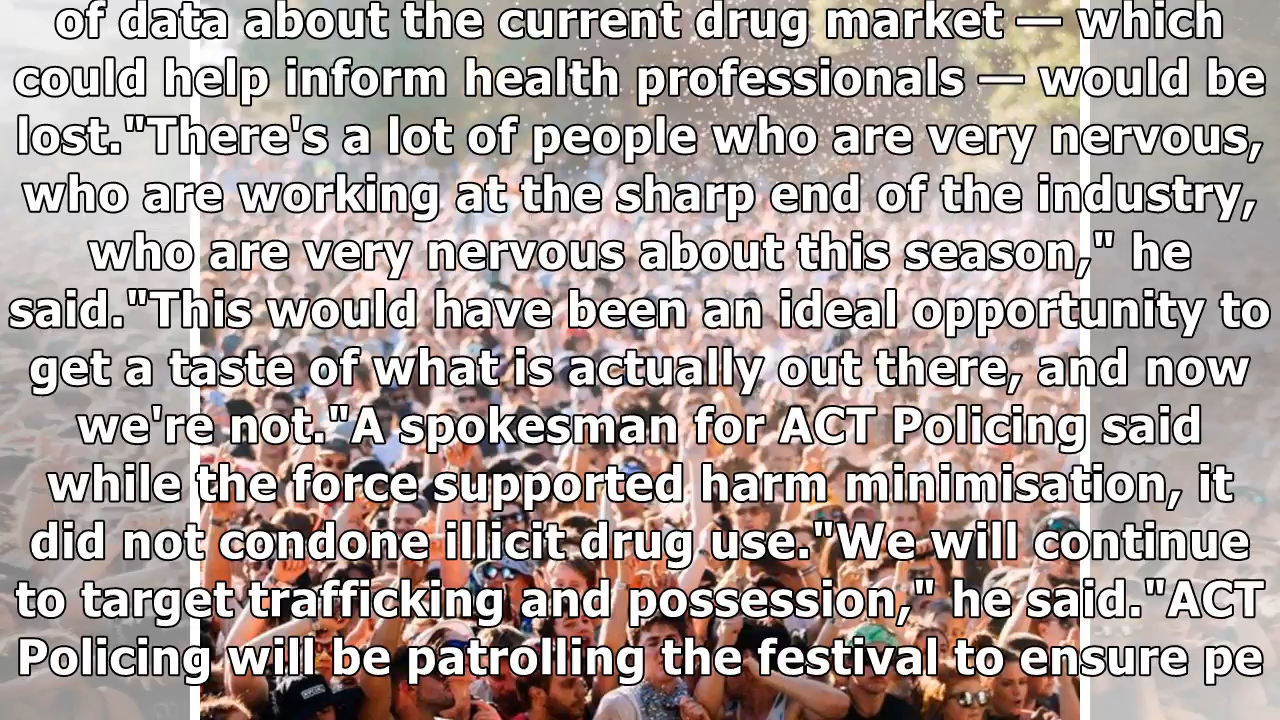 of data about the current drug market — which
could help inform health professionals — would be
lost."There's a lot of people who are very nervous,
who are working at the sharp end of the industry,
who are very nervous about this season," he
said."This would have been an ideal opportunity to
get a taste of what is actually out there, and now
we're not."A spokesman for ACT Policing said
while the force supported harm minimisation, it
did not condone illicit drug use."We will continue
to target trafficking and possession," he said."ACT
Policing will be patrolling the festival to ensure pe